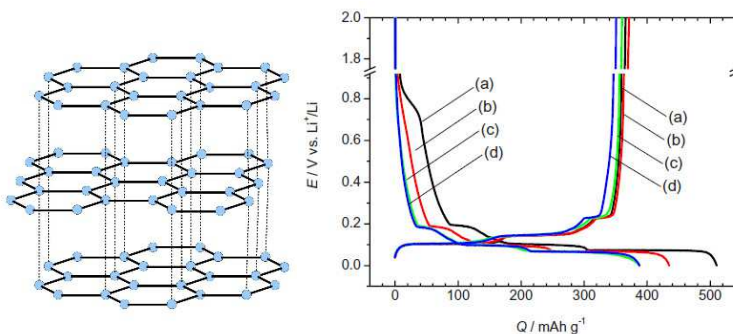 2.0
1.8
0.8
0.6
0.4
0.2
0.0
E / V vs. Li⁺/Li
(a)
(b)
(c)
(d)
(a)
(b)
(c)
(d)
0 100 200 300 400 500
Q / mAh g⁻¹